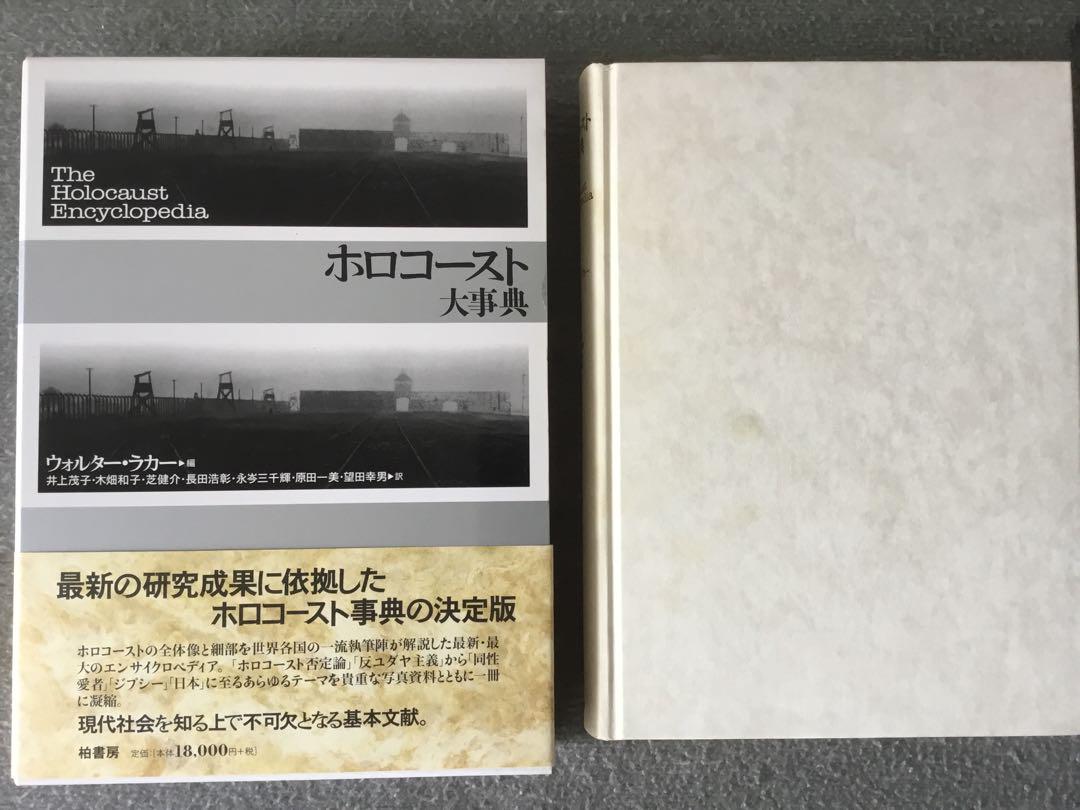 The
Holocaust
Encyclopedia
ホロコースト
大事典
ウォルター・ラカー▶編
井上茂子・木畑和子・芝健介・長田浩彰・永岑三千輝・原田一美・望田幸男▶訳
最新の研究成果に依拠した
ホロコースト事典の決定版
ホロコーストの全体像と細部を世界各国の一流執筆陣が解説した最新・最
大のエンサイクロペディア。「ホロコースト否定論」「反ユダヤ主義」から「同性
愛者」「ジプシー」「日本」に至るあらゆるテーマを貴重な写真資料とともに一冊
に凝縮。
現代社会を知る上で不可欠となる基本文献。
柏書房 定価:[本体18,000円+税]